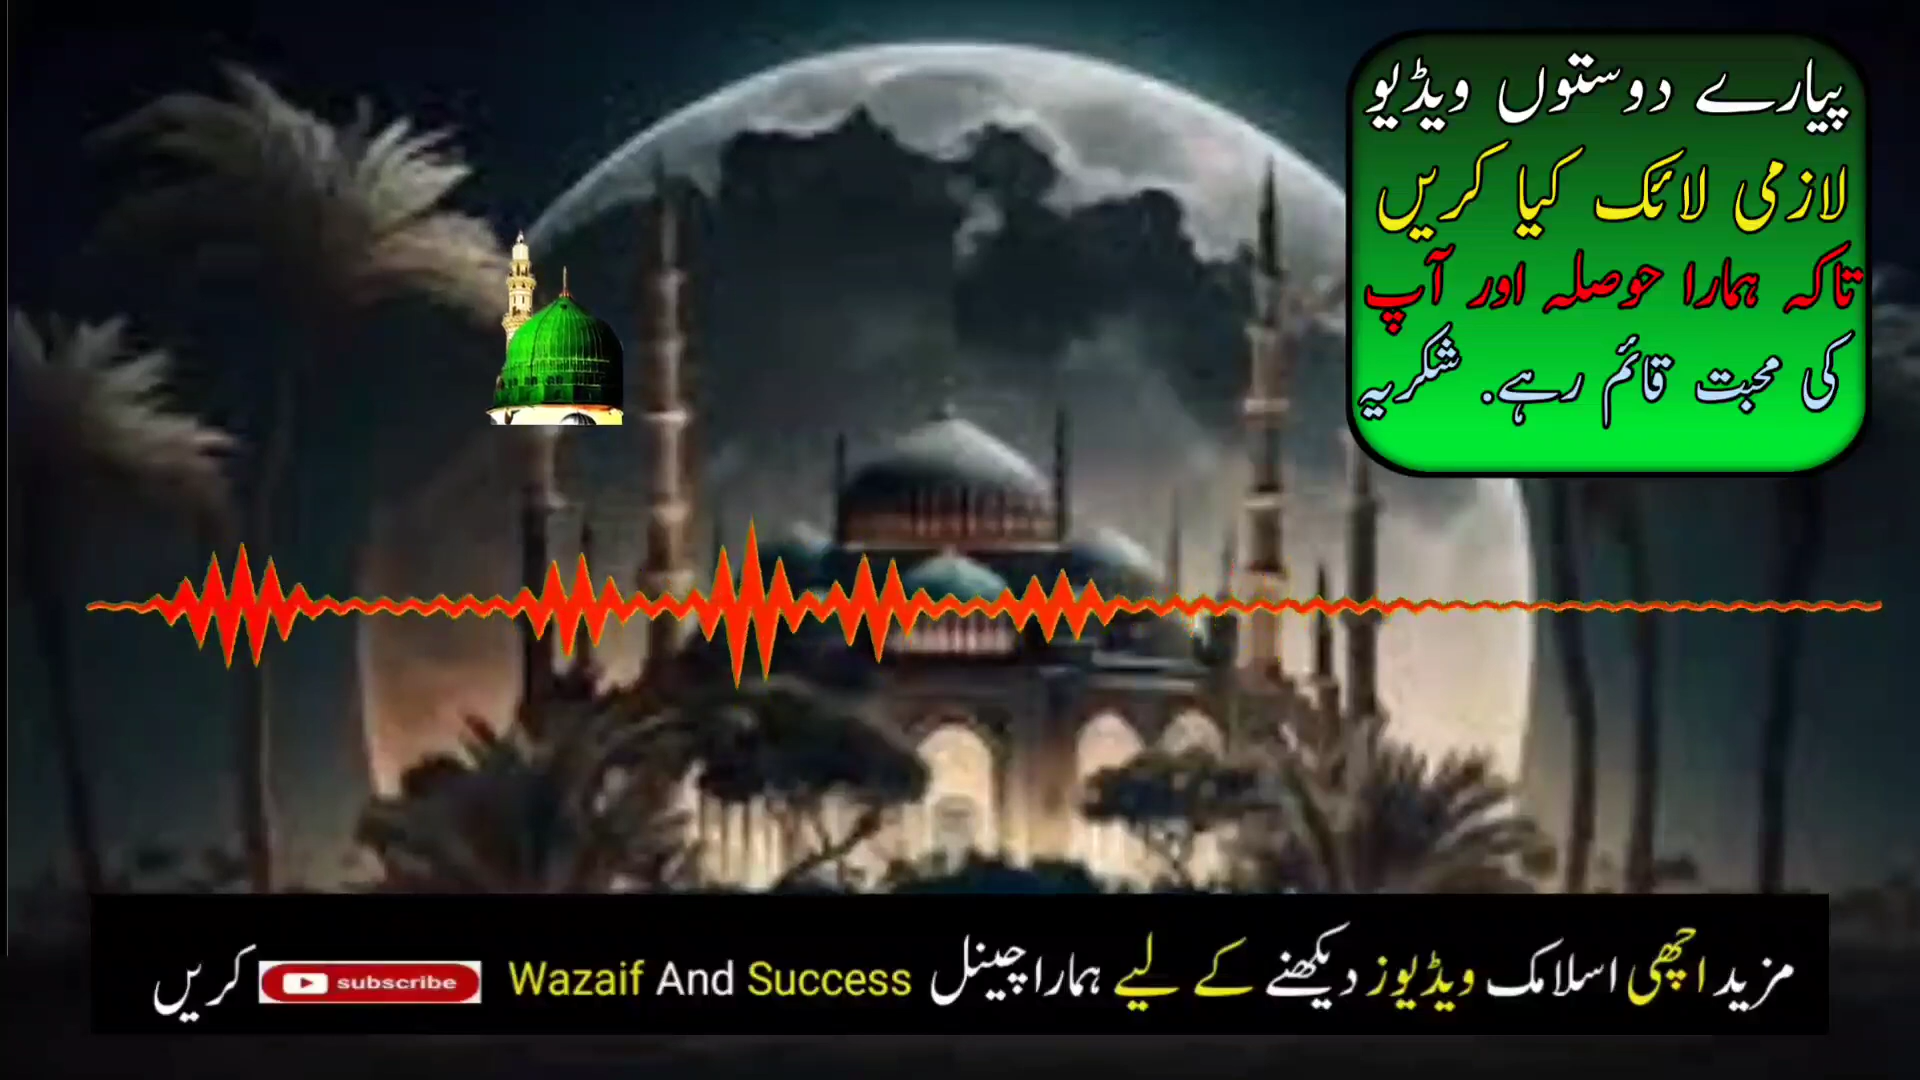 پیارے دوستوں ویڈیو
لازمی لائک کیا کریں
تاکہ ہمارا حوصلہ اور آپ
کی محبت قائم رہے. شکریہ
مزید اچھی اسلامک ویڈیوز دیکھنے کے لیے ہمارا چینل Wazaif And Success subscribe کریں